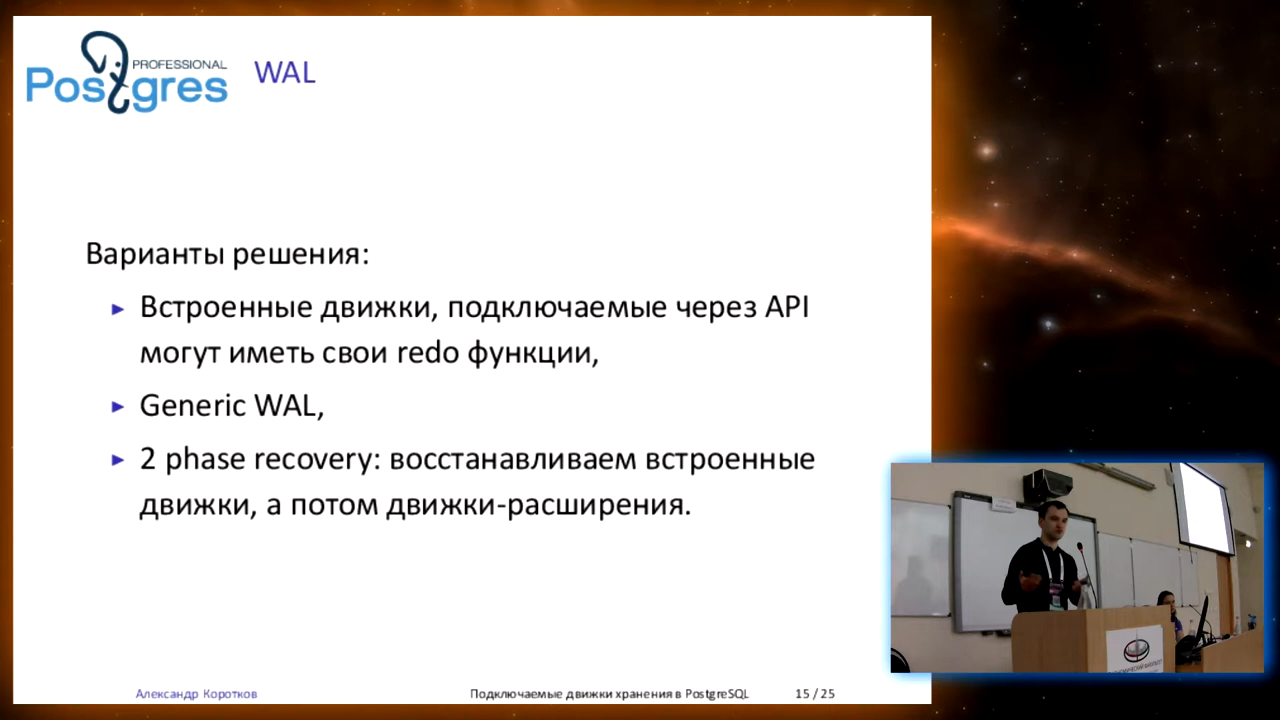 PROFESSIONAL
Postgres
WAL
Варианты решения:
Встроенные движки, подключаемые через API
могут иметь свои redo функции,
Generic WAL,
2 phase recovery: восстанавливаем встроенные
движки, а потом движки-расширения.
Александр Коротков
Подключаемые движки хранения в PostgreSQL
15 / 25